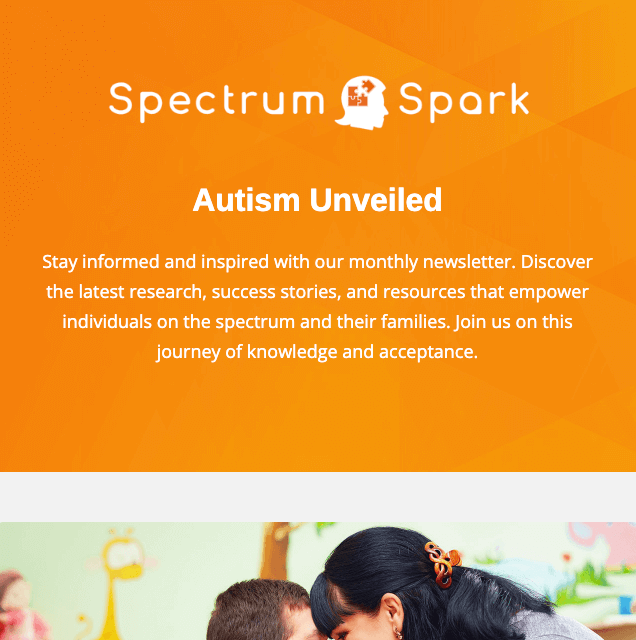 Spectrum Spark
Autism Unveiled
Stay informed and inspired with our monthly newsletter. Discover
the latest research, success stories, and resources that empower
individuals on the spectrum and their families. Join us on this
journey of knowledge and acceptance.